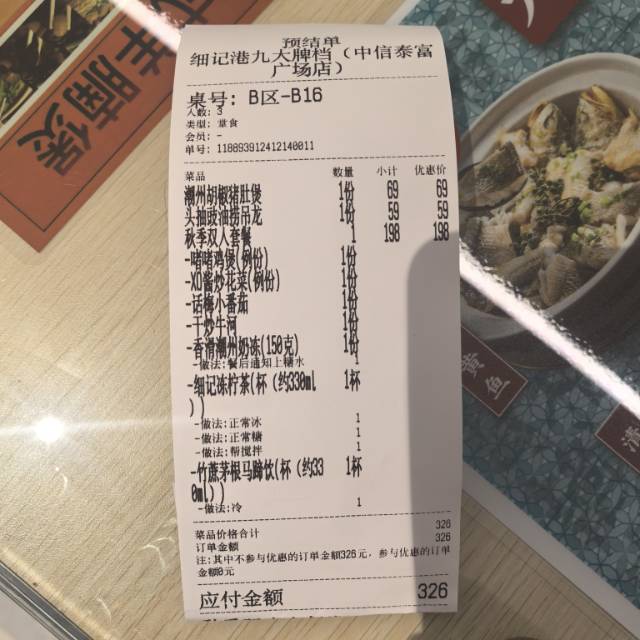 羊腩煲
预结单
细记港九大牌档（中信泰富
广场店）
桌号: B区-B16
人数: 3
类型: 堂食
会员: -
单号: 118893912412140011
菜品 数量 小计 优惠价
潮州胡椒猪肚煲 1份 69 69
头抽豉油捞吊龙 1份 59 59
秋季双人套餐 1 198 198
-啫啫鸡煲(例份) 1份
-XO酱炒花菜(例份) 1份
-话梅小番茄 1份
-干炒牛河 1份
-香滑潮州奶冻(150克) 1份
-做法:餐后通知上糖水 1
-细记冻柠茶(杯（约330ml 1杯
))
-做法:正常冰 1
-做法:正常糖 1
-做法:帮搅拌 1
-竹蔗茅根马蹄饮(杯（约33 1杯
0ml))
-做法:冷 1
菜品价格合计 326
订单金额 326
注:其中不参与优惠的订单金额326元，参与优惠的订单
金额0元
应付金额 326
黄鱼